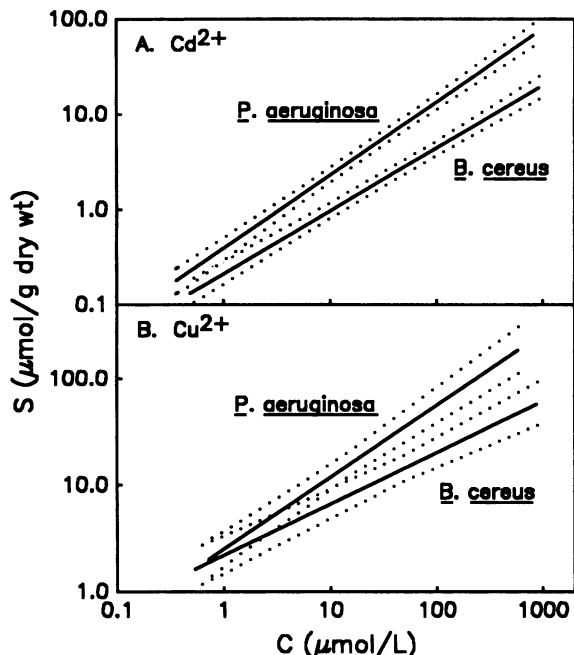 100.0
A. Cd2+
P. aeruginosa
10.0
B. cereus
1.0
0.1
S (μmol/g dry wt)
B. Cu2+
100.0
P. aeruginosa
10.0
B. cereus
1.0
0.1 1 10 100 1000
C (μmol/L)